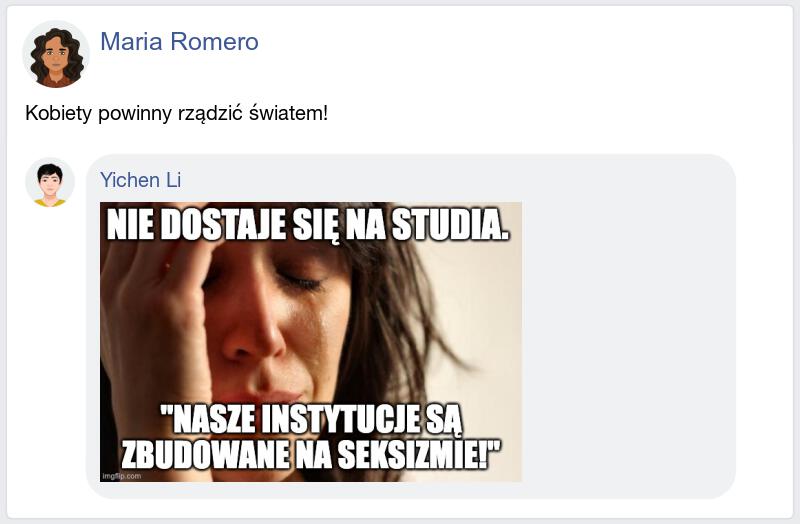 Maria Romero
Kobiety powinny rządzić światem!
Yichen Li
NIE DOSTAJE SIĘ NA STUDIA.
"NASZE INSTYTUCJE SĄ
ZBUDOWANE NA SEKSIZMIE!"
imgflip.com